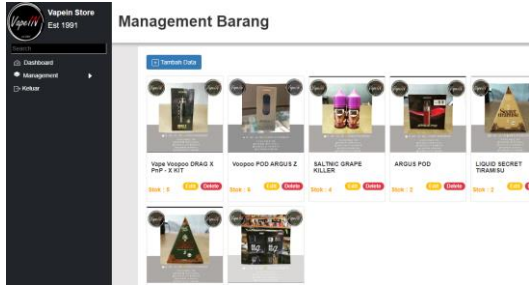 VapeIN
Vapein Store
Est 1991
Search
Dashboard
Management
Keluar
Management Barang
Tambah Data
Vape Voopoo DRAG X
PnP - X KIT
Stok : 5
Edit
Delete
Voopoo POD ARGUS Z
Stok : 6
Edit
Delete
SALTNIC GRAPE
KILLER
Stok : 4
Edit
Delete
ARGUS POD
Stok : 2
Edit
Delete
LIQUID SECRET
TIRAMISU
Stok : 2
Edit